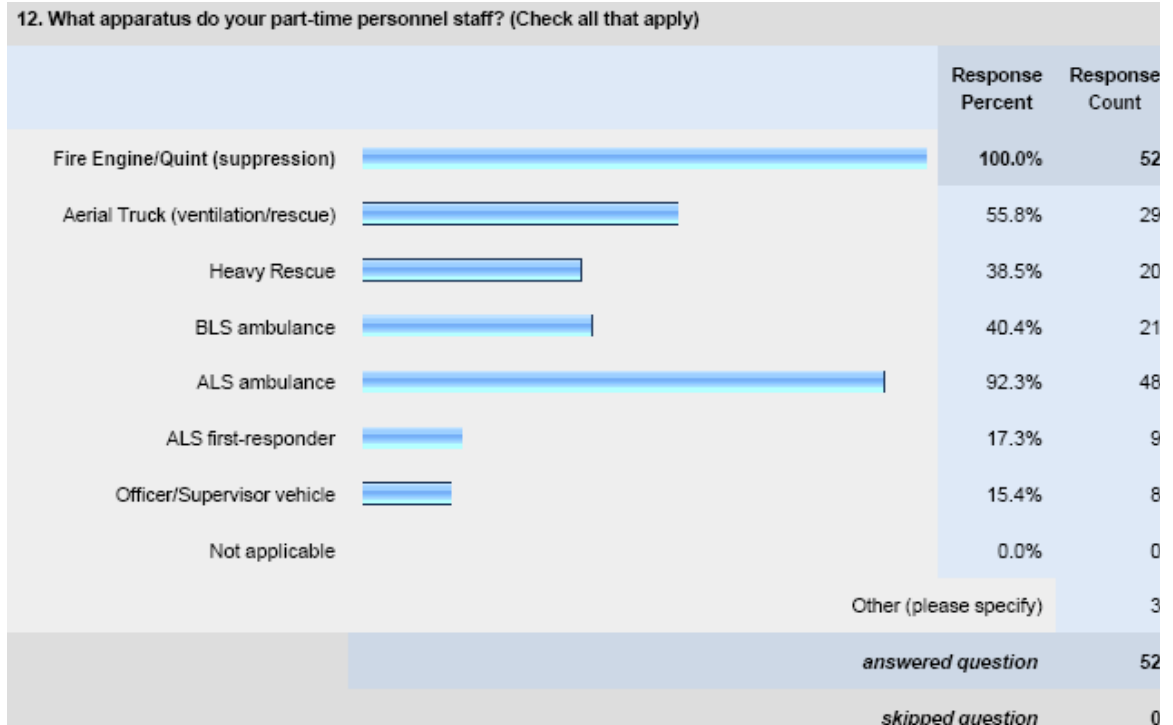 12. What apparatus do your part-time personnel staff? (Check all that apply)
Response Percent Response Count
Fire Engine/Quint (suppression) 100.0% 52
Aerial Truck (ventilation/rescue) 55.8% 29
Heavy Rescue 38.5% 20
BLS ambulance 40.4% 21
ALS ambulance 92.3% 48
ALS first-responder 17.3% 9
Officer/Supervisor vehicle 15.4% 8
Not applicable 0.0% 0
Other (please specify) 3
answered question 52
skipped question 0